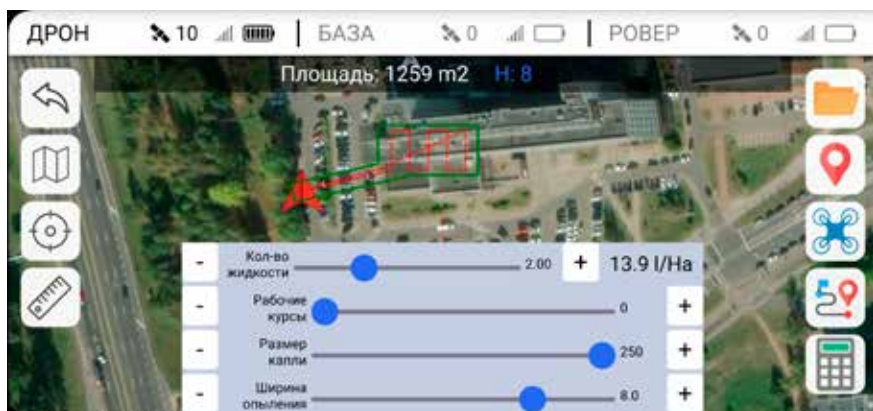 ДРОН 10 БАЗА 0 РОВЕР 0
Площадь: 1259 m2 H: 8
Кол-во
жидкости
- 2.00 + 13.9 l/Ha
Рабочие
курсы
- 0 +
Размер
капли
- 250 +
Ширина
опыления
- 8.0 +